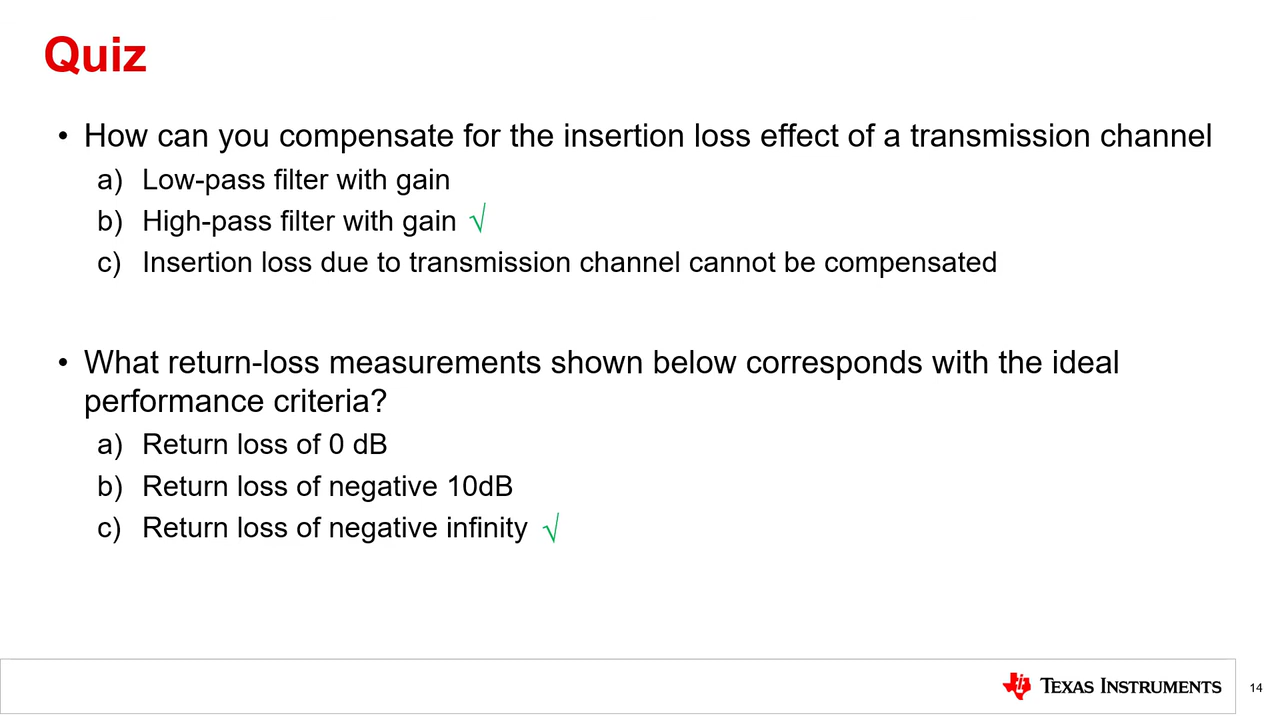 Quiz
• How can you compensate for the insertion loss effect of a transmission channel
a) Low-pass filter with gain
b) High-pass filter with gain √
c) Insertion loss due to transmission channel cannot be compensated
• What return-loss measurements shown below corresponds with the ideal
performance criteria?
a) Return loss of 0 dB
b) Return loss of negative 10dB
c) Return loss of negative infinity √
TEXAS INSTRUMENTS
14